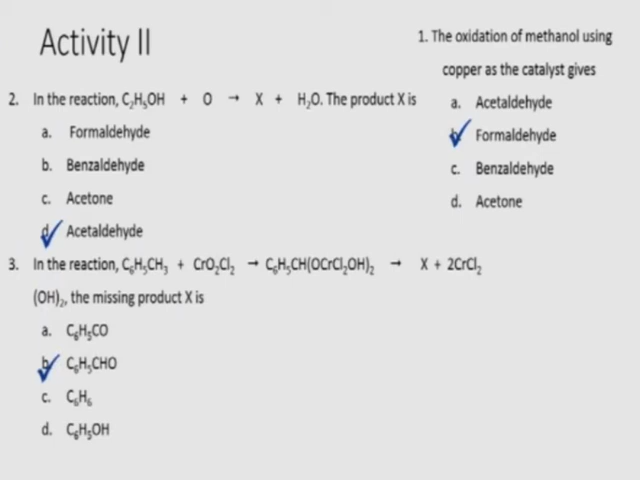 Activity II
1. The oxidation of methanol using
copper as the catalyst gives
a. Acetaldehyde
b. Formaldehyde
c. Benzaldehyde
d. Acetone
2. In the reaction, C₂H₅OH + O → X + H₂O. The product X is
a. Formaldehyde
b. Benzaldehyde
c. Acetone
d. Acetaldehyde
3. In the reaction, C₆H₅CH₃ + CrO₂Cl₂ → C₆H₅CH(OCrCl₂OH)₂ → X + 2CrCl₂
(OH)₂, the missing product X is
a. C₆H₅CO
b. C₆H₅CHO
c. C₆H₆
d. C₆H₅OH